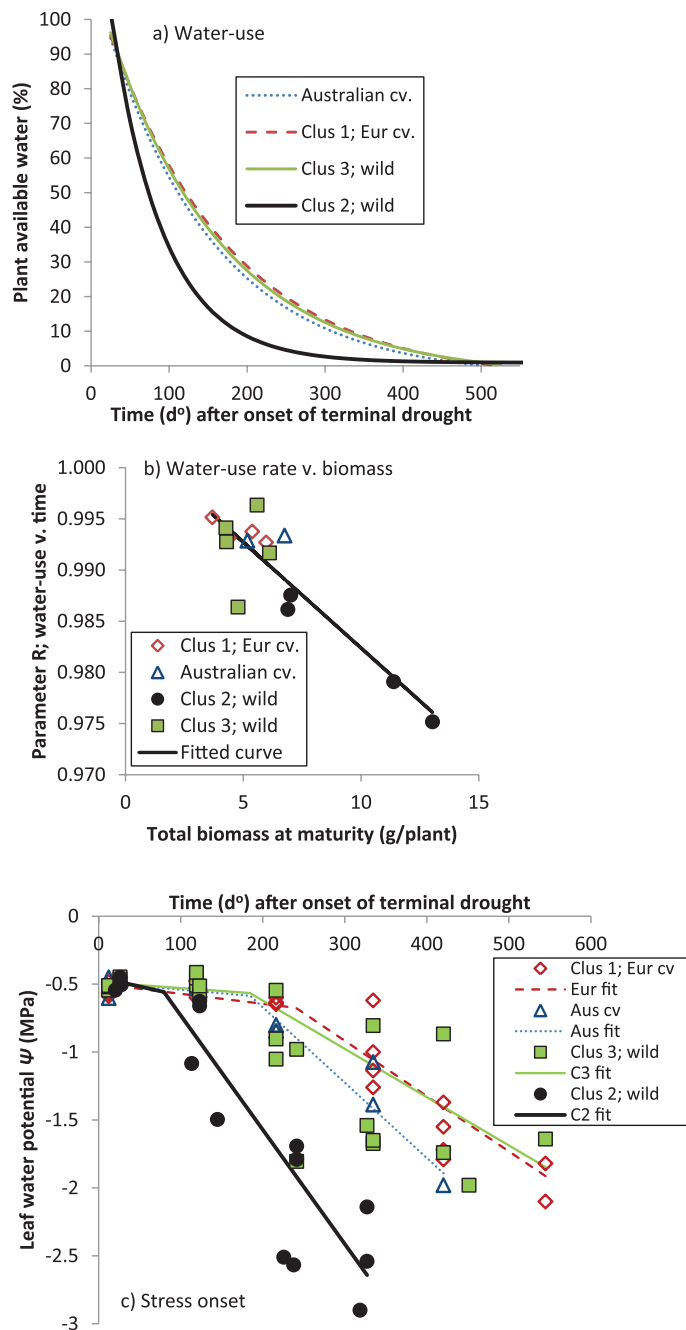 a) Water-use
Plant available water (%)
100
90
80
70
60
50
40
30
20
10
0
Australian cv.
Clus 1; Eur cv.
Clus 3; wild
Clus 2; wild
0 100 200 300 400 500
Time (dº) after onset of terminal drought
b) Water-use rate v. biomass
Parameter R; water-use v. time
1.000
0.995
0.990
0.985
0.980
0.975
0.970
Clus 1; Eur cv.
Australian cv.
Clus 2; wild
Clus 3; wild
Fitted curve
0 5 10 15
Total biomass at maturity (g/plant)
Time (dº) after onset of terminal drought
0 100 200 300 400 500 600
Leaf water potential Ψ (MPa)
0
-0.5
-1
-1.5
-2
-2.5
-3
Clus 1; Eur cv
Eur fit
Aus cv
Aus fit
Clus 3; wild
C3 fit
Clus 2; wild
C2 fit
c) Stress onset